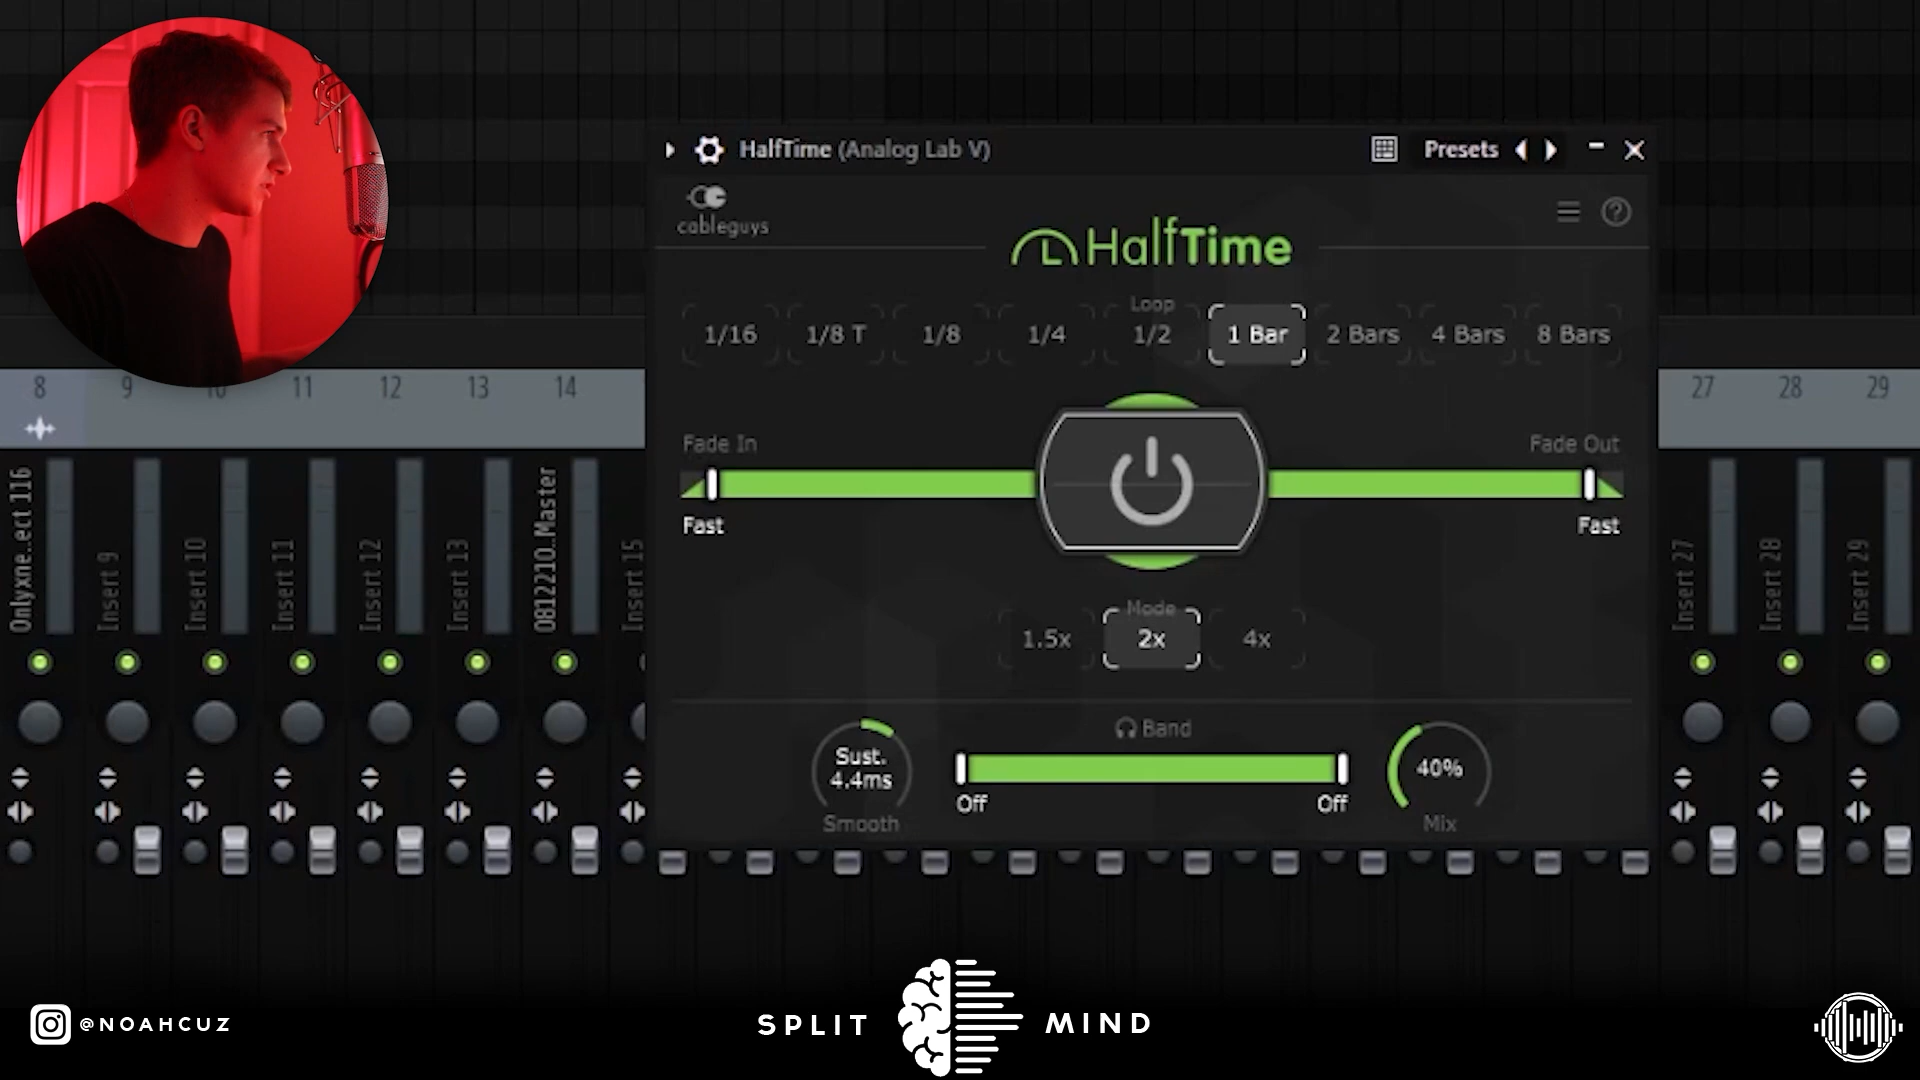 HalfTime (Analog Lab V)
Presets
cableguys
HalfTime
Loop
1/16 1/8 T 1/8 1/4 1/2 1 Bar 2 Bars 4 Bars 8 Bars
8 9 10 11 12 13 14 27 28 29
Fade In
Fade Out
Fast
Fast
Onlyxne..ect 116
Insert 9
Insert 10
Insert 11
Insert 12
Insert 13
0812210..Master
Insert 15
Insert 27
Insert 28
Insert 29
Mode
1.5x 2x 4x
Band
Sust.
4.4ms
40%
Off
Off
Smooth
Mix
@NOAHCUZ
SPLIT MIND